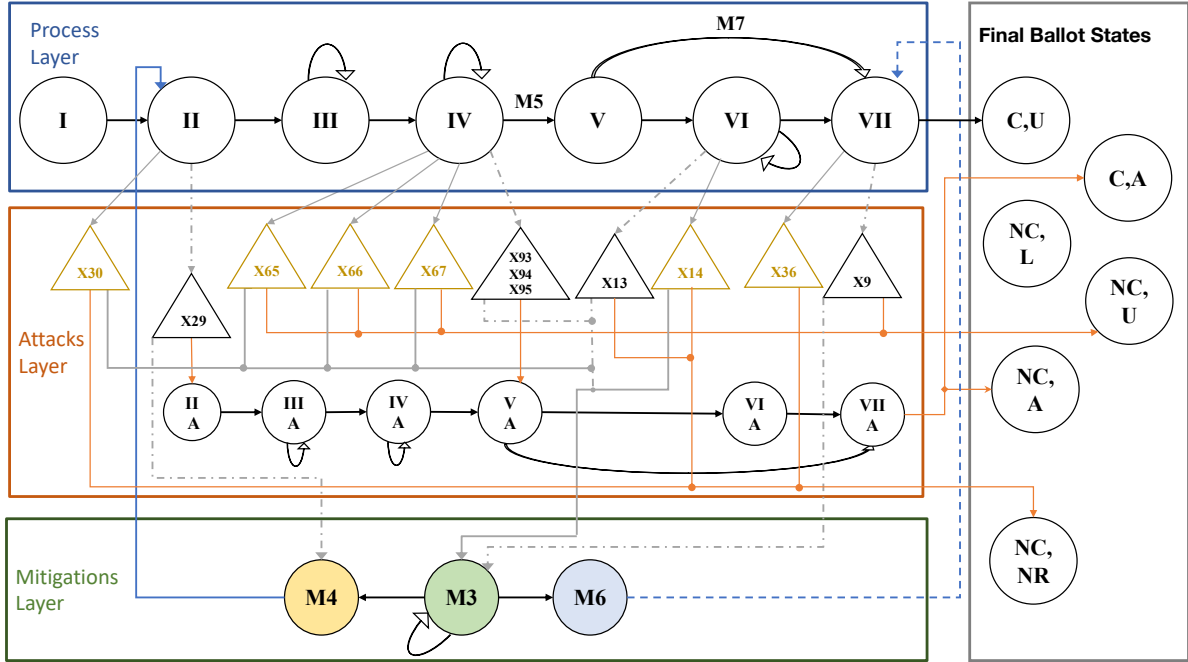 Process
Layer
M7
Final Ballot States
I
II
III
IV
M5
V
VI
VII
C,U
C,A
NC,
L
NC,
U
NC,
A
NC,
NR
Attacks
Layer
X30
X29
X65
X66
X67
X93
X94
X95
X13
X14
X36
X9
II
A
III
A
IV
A
V
A
VI
A
VII
A
Mitigations
Layer
M4
M3
M6